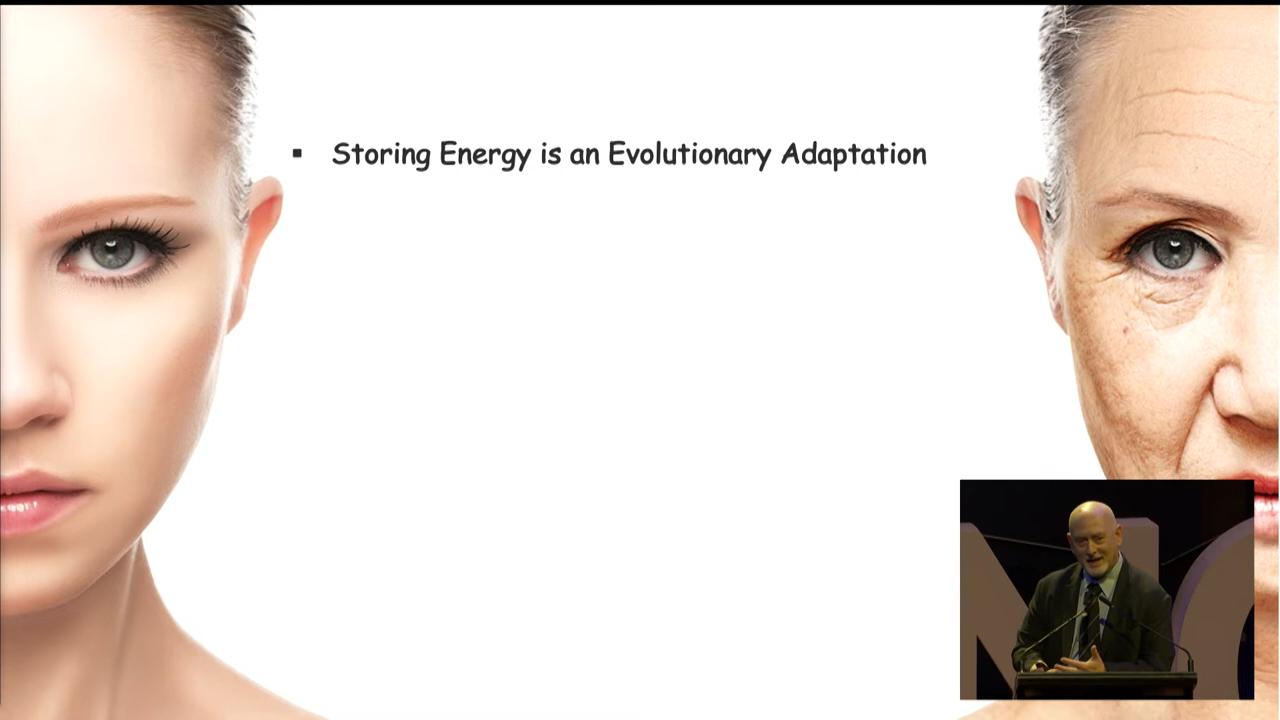 ▪ Storing Energy is an Evolutionary Adaptation